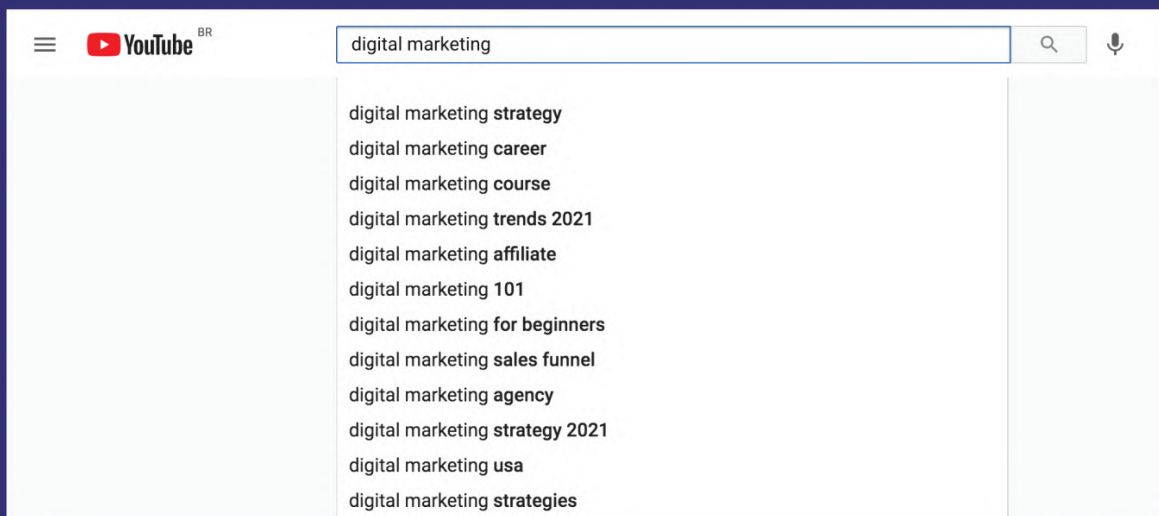 YouTube BR
digital marketing
digital marketing strategy
digital marketing career
digital marketing course
digital marketing trends 2021
digital marketing affiliate
digital marketing 101
digital marketing for beginners
digital marketing sales funnel
digital marketing agency
digital marketing strategy 2021
digital marketing usa
digital marketing strategies